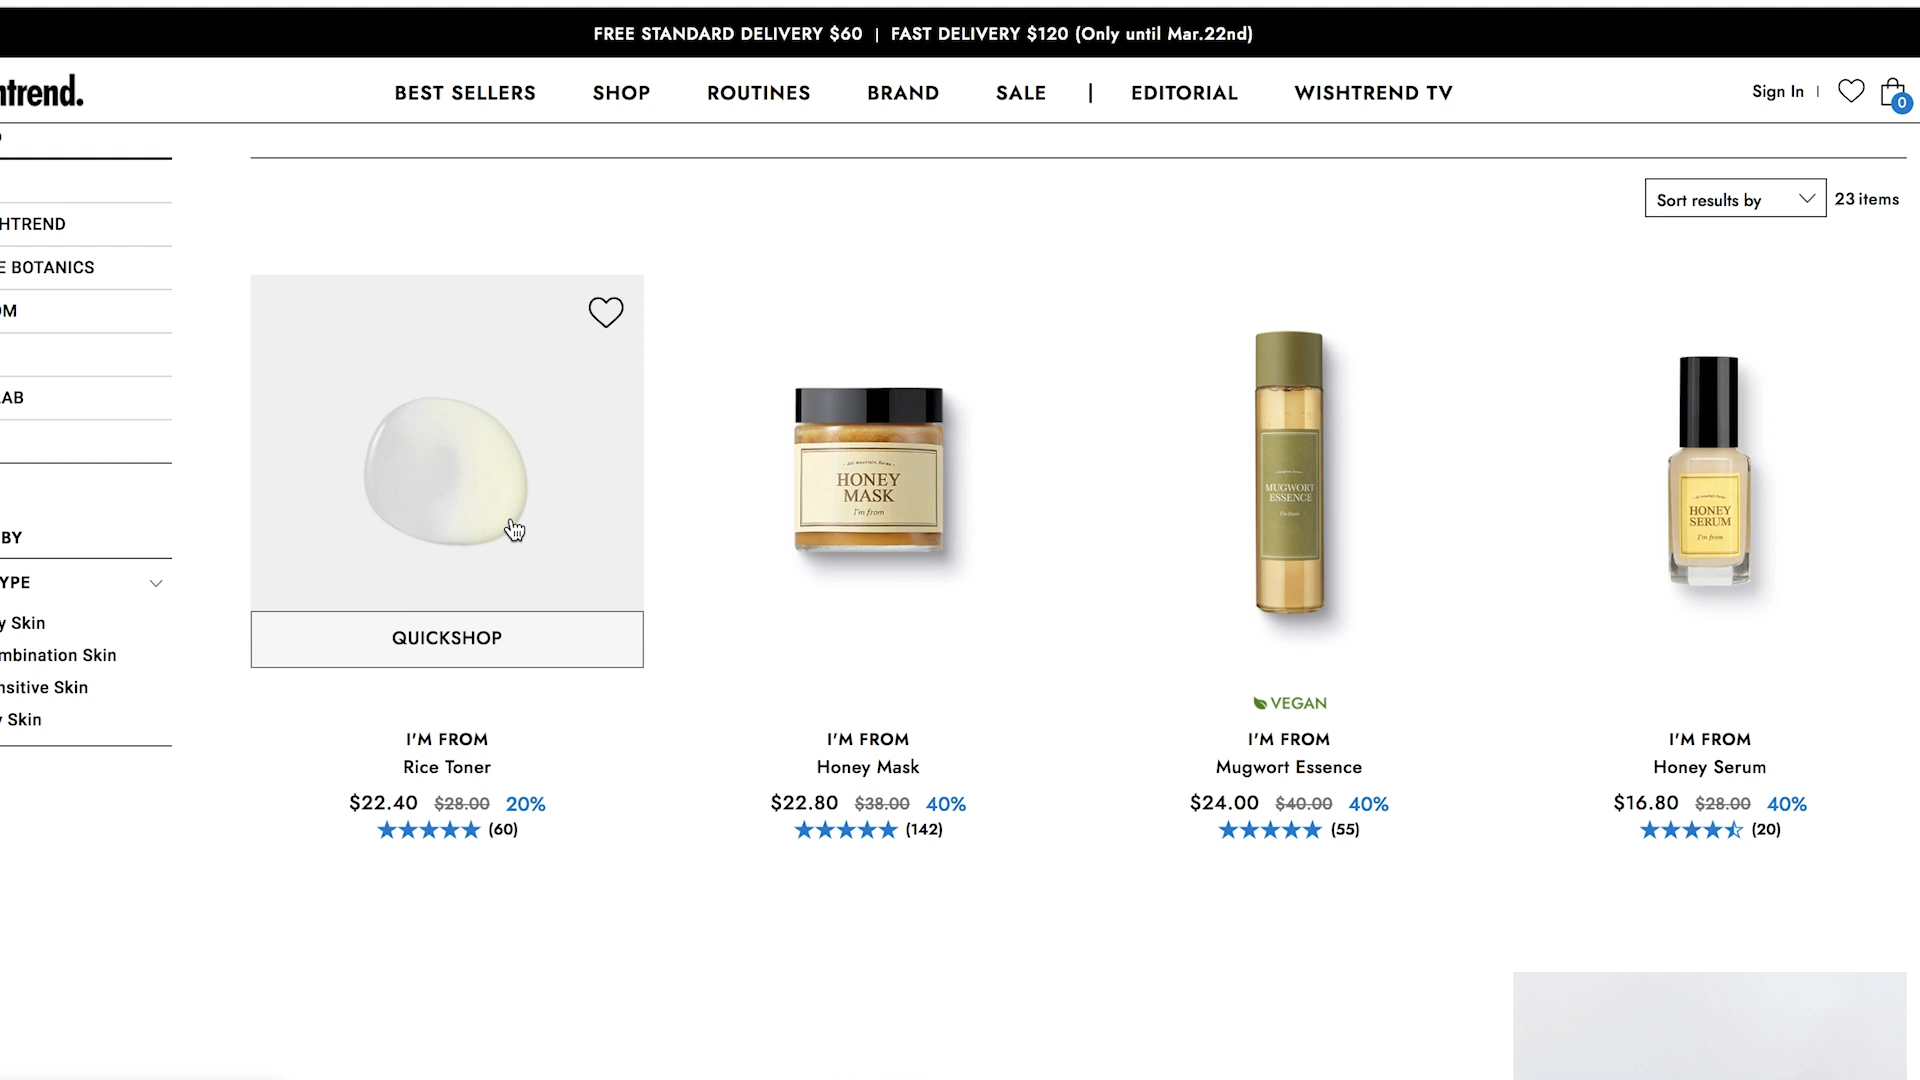 FREE STANDARD DELIVERY $60 | FAST DELIVERY $120 (Only until Mar.22nd)
htrend.
BEST SELLERS SHOP ROUTINES BRAND SALE | EDITORIAL WISHTREND TV
Sign In
0
Sort results by
23 items
HTREND
E BOTANICS
OM
LAB
BY
YPE
y Skin
mbination Skin
nsitive Skin
y Skin
HONEY
MASK
I'm from
MUGWORT
ESSENCE
I'm from
HONEY
SERUM
I'm from
QUICKSHOP
VEGAN
I'M FROM
Rice Toner
$22.40 $28.00 20%
(60)
I'M FROM
Honey Mask
$22.80 $38.00 40%
(142)
I'M FROM
Mugwort Essence
$24.00 $40.00 40%
(55)
I'M FROM
Honey Serum
$16.80 $28.00 40%
(20)